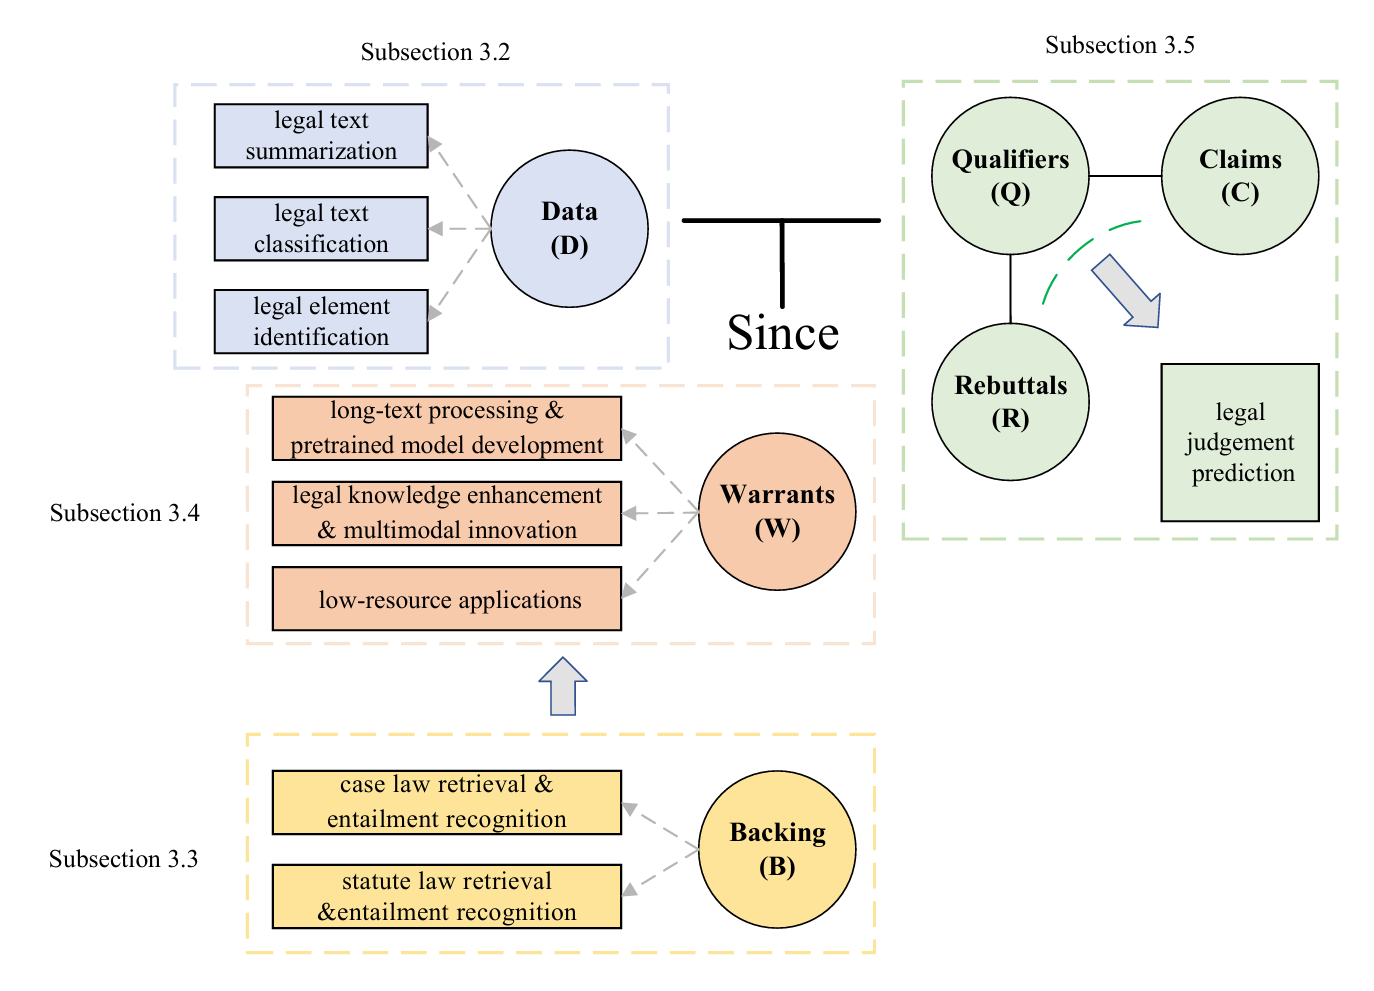 Subsection 3.2
legal text
summarization
legal text
classification
legal element
identification
Data
(D)
Since
Subsection 3.5
Qualifiers
(Q)
Claims
(C)
Rebuttals
(R)
legal
judgement
prediction
Subsection 3.4
long-text processing &
pretrained model development
legal knowledge enhancement
& multimodal innovation
low-resource applications
Warrants
(W)
Subsection 3.3
case law retrieval &
entailment recognition
statute law retrieval
&entailment recognition
Backing
(B)